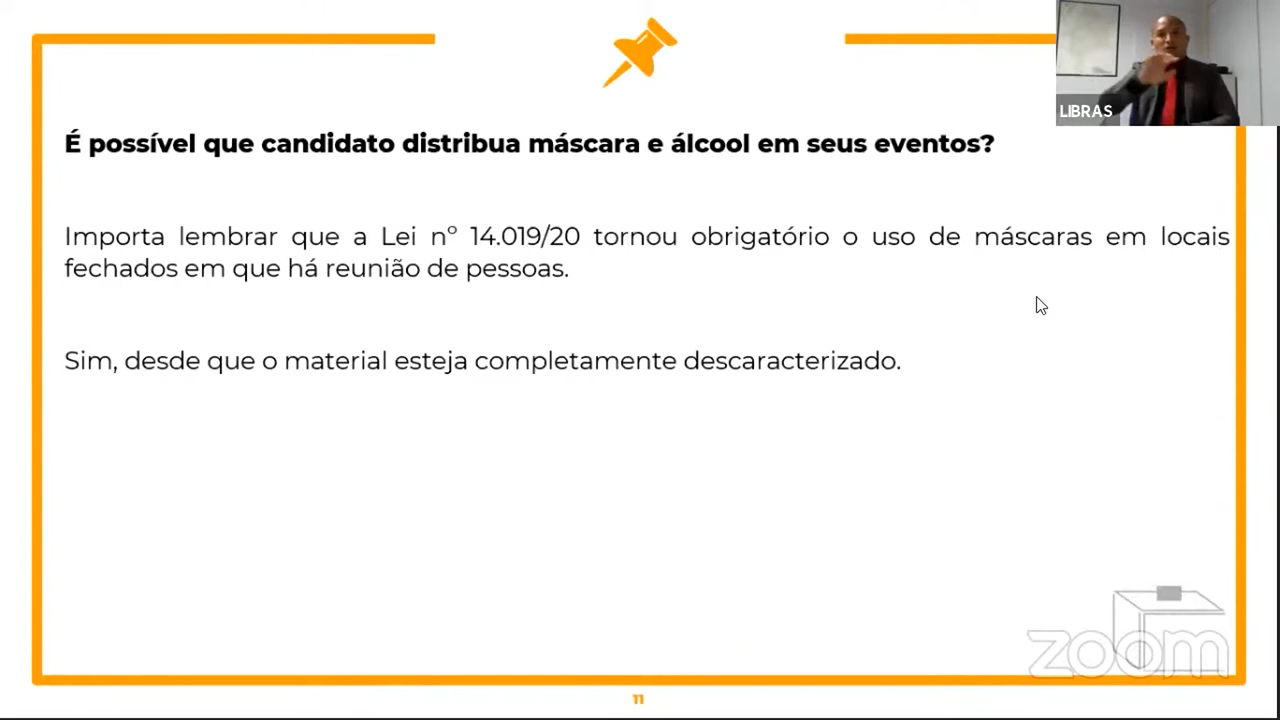 LIBRAS
É possível que candidato distribua máscara e álcool em seus eventos?
Importa lembrar que a Lei nº 14.019/20 tornou obrigatório o uso de máscaras em locais
fechados em que há reunião de pessoas.
Sim, desde que o material esteja completamente descaracterizado.
zoom
11